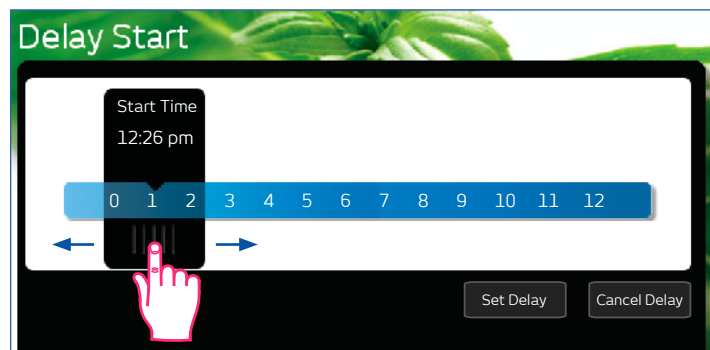 Delay Start
Start Time
12:26 pm
0 1 2 3 4 5 6 7 8 9 10 11 12
Set Delay
Cancel Delay